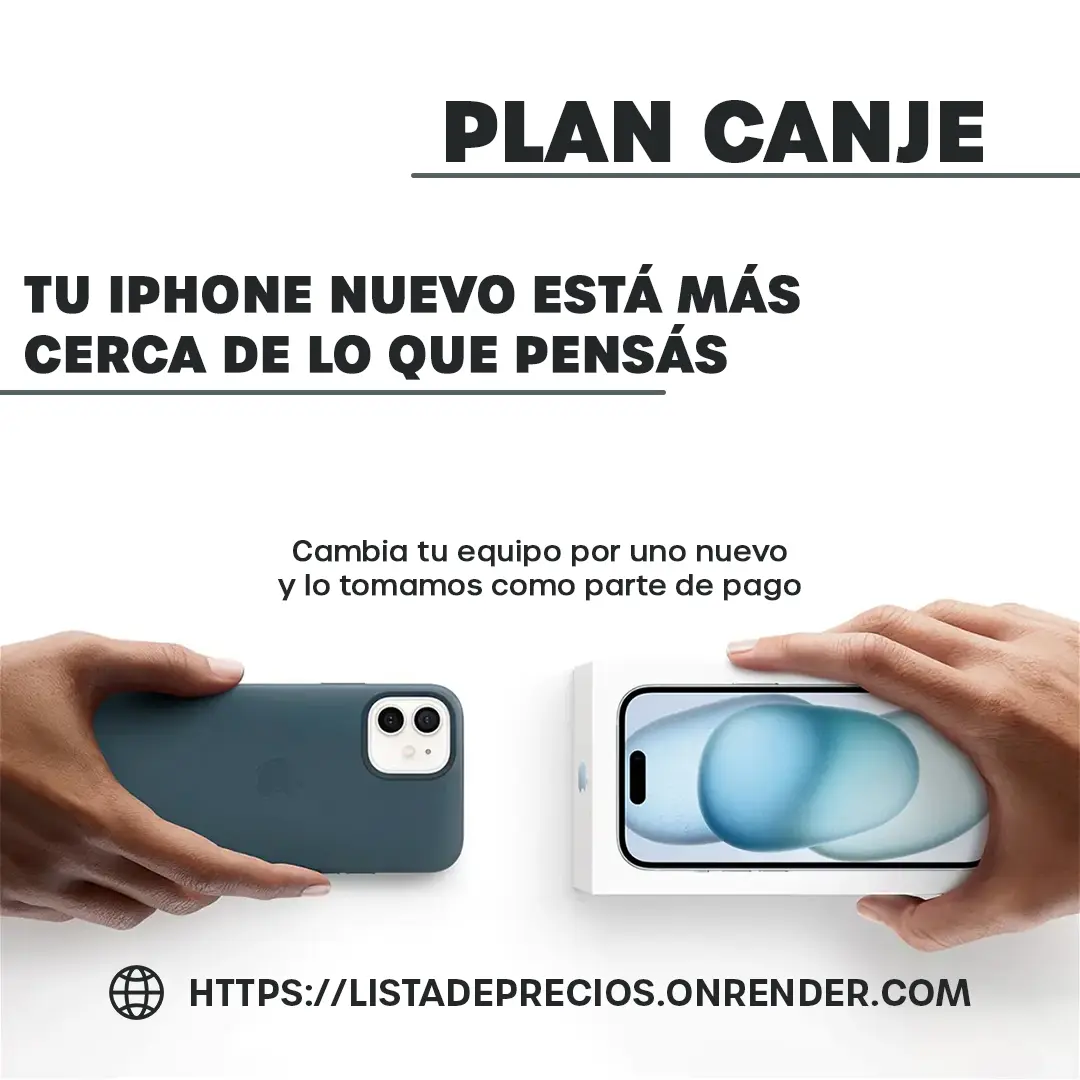 PLAN CANJE
TU IPHONE NUEVO ESTÁ MÁS
CERCA DE LO QUE PENSÁS
Cambia tu equipo por uno nuevo
y lo tomamos como parte de pago
HTTPS://LISTADEPRECIOS.ONRENDER.COM